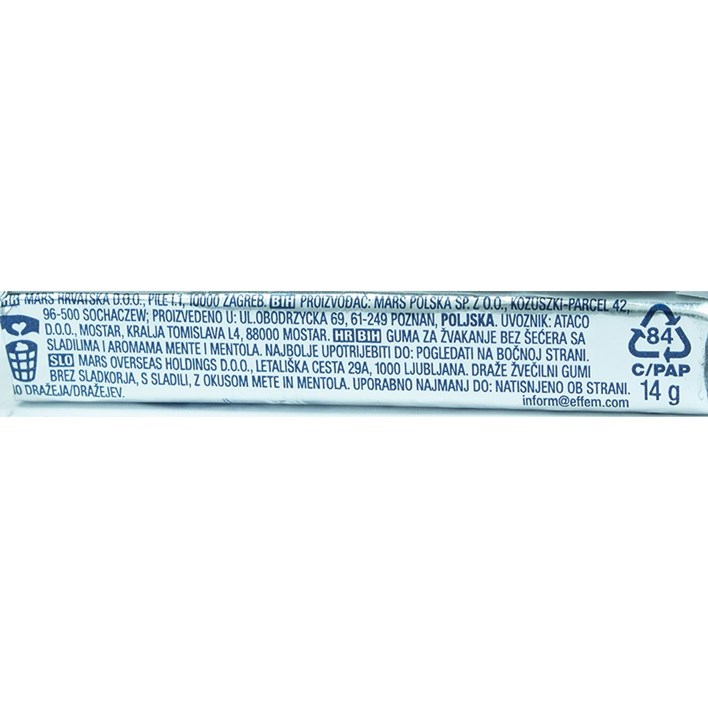 HR MARS HRVATSKA D.O.O., PILE I.1, 10000 ZAGREB. BIH PROIZVOĐAČ: MARS POLSKA SP. Z O.O., KOZUSZKI-PARCEL 42,
96-500 SOCHACZEW; PROIZVEDENO U: UL.OBODRZYCKA 69, 61-249 POZNAN, POLJSKA. UVOZNIK: ATACO
D.O.O., MOSTAR, KRALJA TOMISLAVA L4, 88000 MOSTAR. HR BIH GUMA ZA ŽVAKANJE BEZ ŠEĆERA SA
SLADILIMA I AROMAMA MENTE I MENTOLA. NAJBOLJE UPOTRIJEBITI DO: POGLEDATI NA BOČNOJ STRANI.
SLO MARS OVERSEAS HOLDINGS D.O.O., LETALIŠKA CESTA 29A, 1000 LJUBLJANA. DRAŽE ŽVEČILNI GUMI
BREZ SLADKORJA, S SLADILI, Z OKUSOM METE IN MENTOLA. UPORABNO NAJMANJ DO: NATISNJENO OB STRANI.
10 DRAŽEJA/DRAŽEJEV.
inform@effem.com
84
C/PAP
14 g